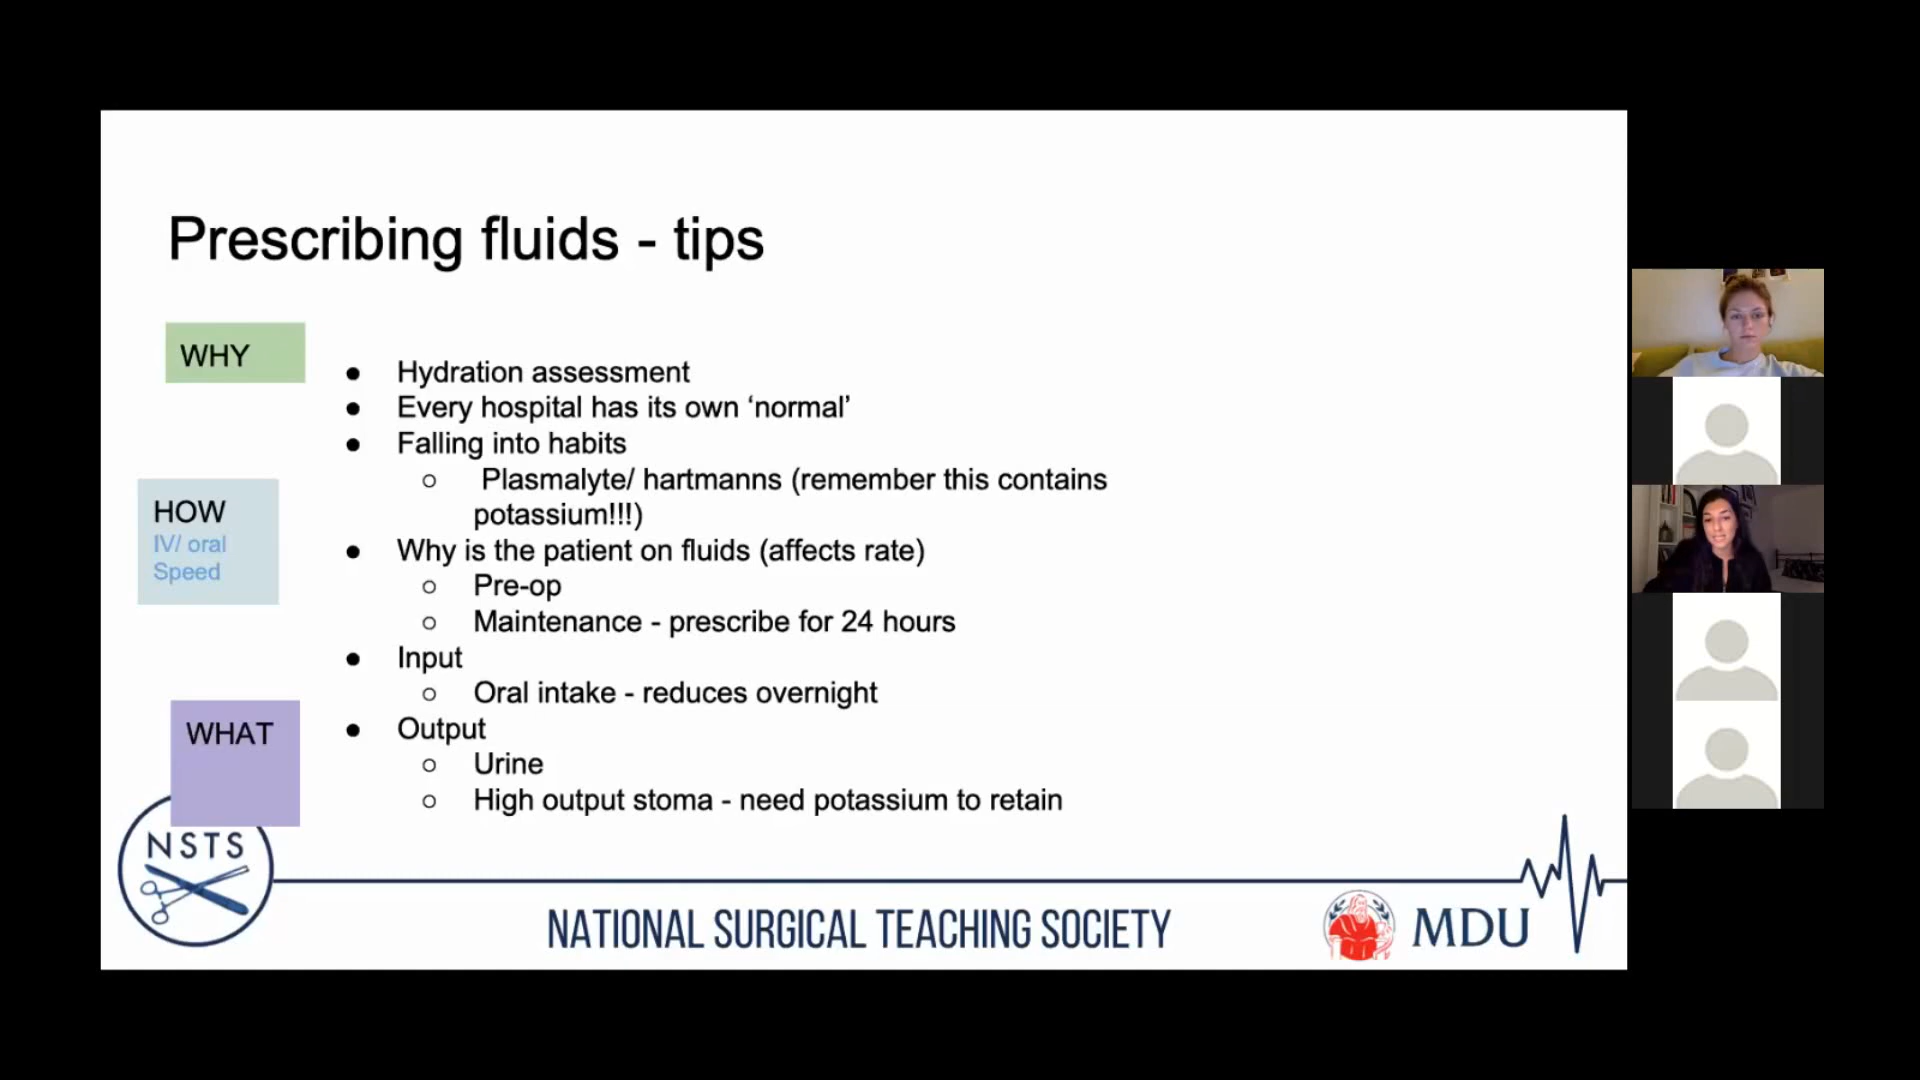 Prescribing fluids - tips
WHY
● Hydration assessment
● Every hospital has its own ‘normal’
● Falling into habits
○ Plasmalyte/ hartmanns (remember this contains
potassium!!!)
HOW
IV/ oral
Speed
● Why is the patient on fluids (affects rate)
○ Pre-op
○ Maintenance - prescribe for 24 hours
● Input
○ Oral intake - reduces overnight
WHAT
● Output
○ Urine
○ High output stoma - need potassium to retain
NSTS
NATIONAL SURGICAL TEACHING SOCIETY
MDU